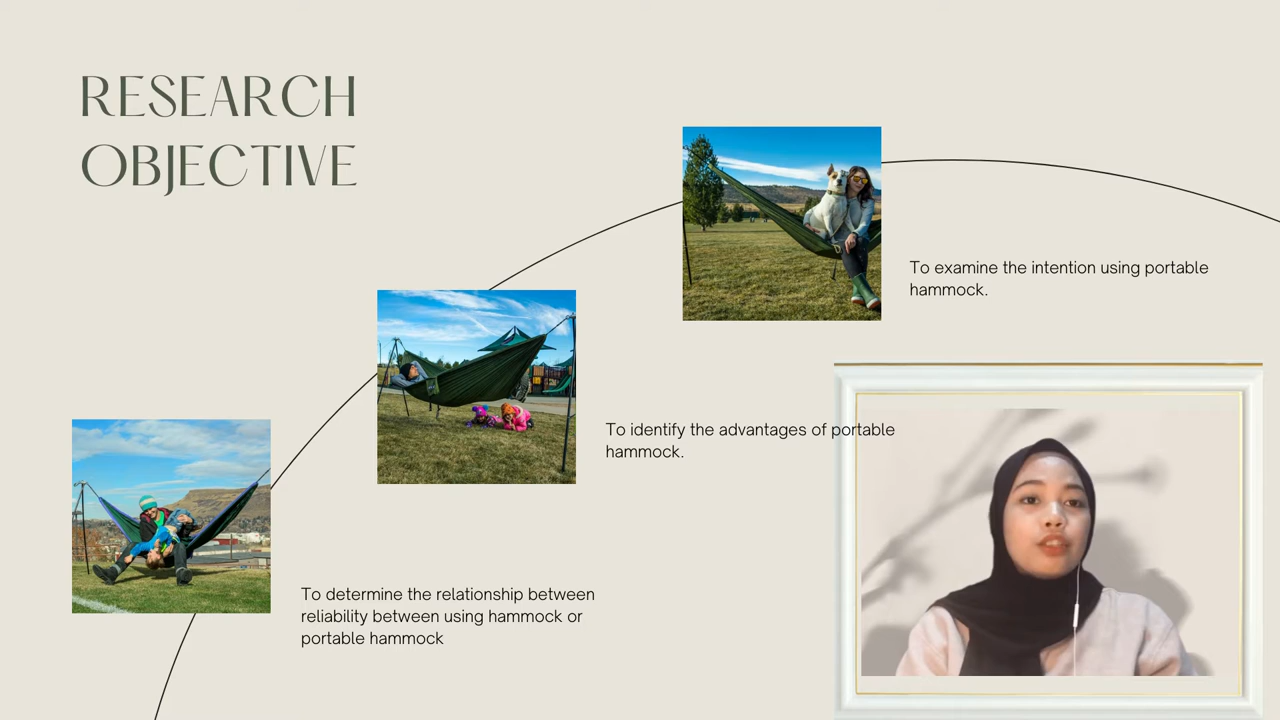 RESEARCH
OBJECTIVE
To examine the intention using portable
hammock.
To identify the advantages of portable
hammock.
To determine the relationship between
reliability between using hammock or
portable hammock